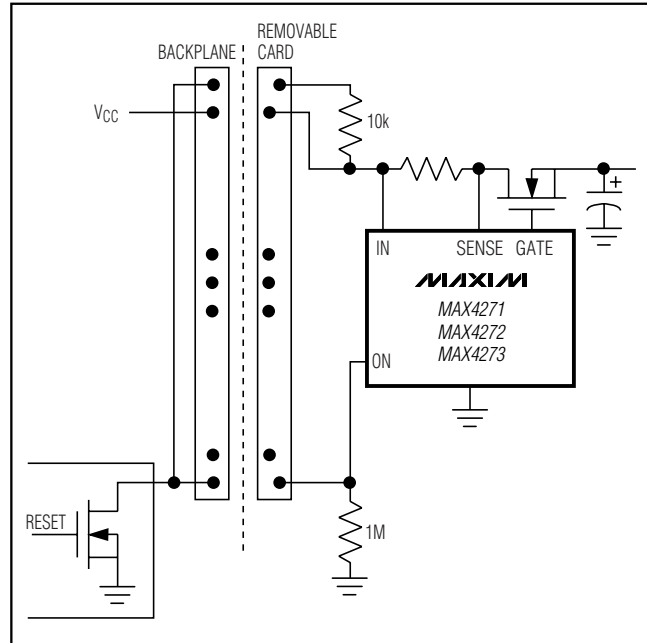 BACKPLANE
REMOVABLE
CARD
VCC
10k
IN
SENSE
GATE
MAXIM
MAX4271
MAX4272
MAX4273
ON
RESET
1M
+